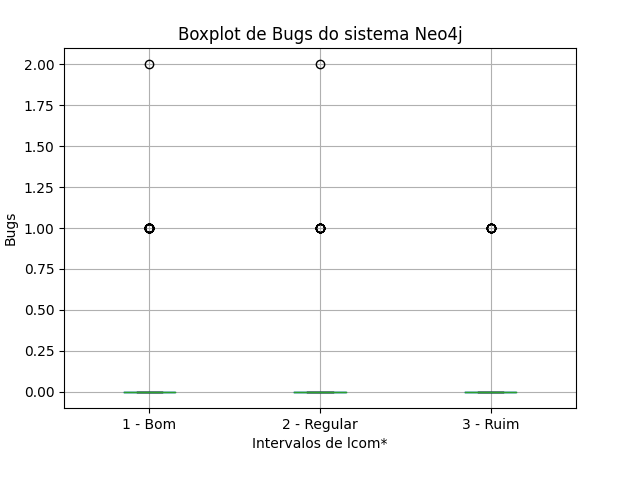 Boxplot de Bugs do sistema Neo4j
2.00
1.75
1.50
1.25
1.00
0.75
0.50
0.25
0.00
Bugs
1 - Bom
2 - Regular
3 - Ruim
Intervalos de lcom*